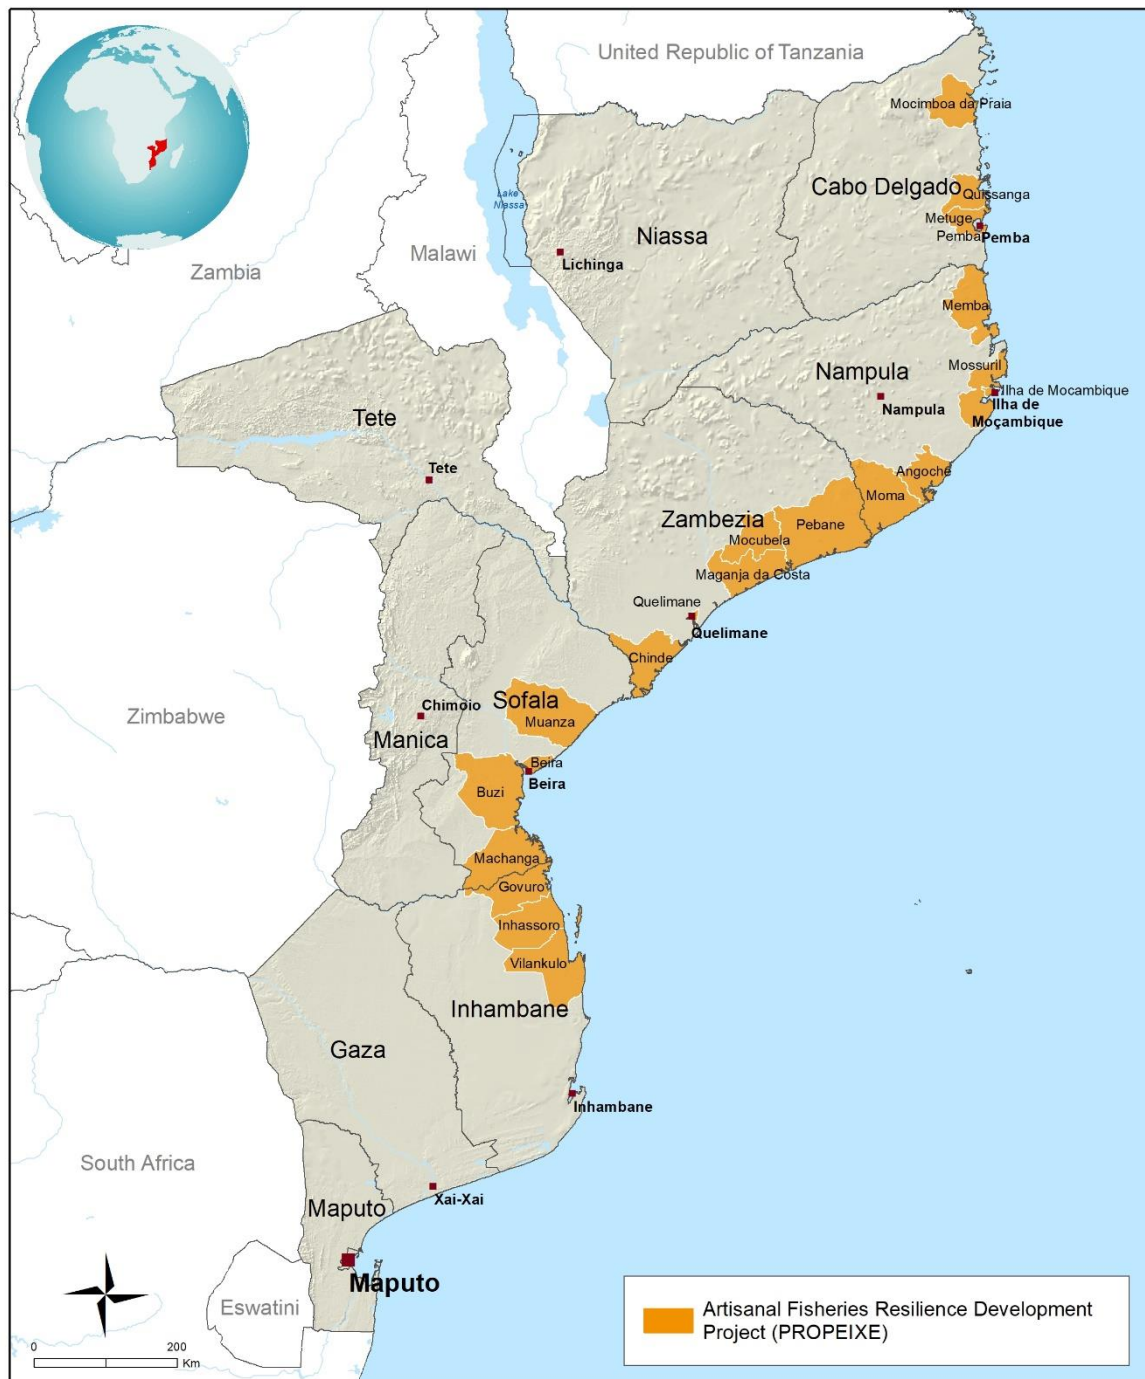 United Republic of Tanzania
Mocimboa da Praia
Cabo Delgado
Quissanga
Lake
Niassa
Metuge
Pemba
Pemba
Niassa
Malawi
Lichinga
Zambia
Memba
Mossuril
Nampula
Nampula
Ilha de Mocambique
Ilha de
Moçambique
Tete
Tete
Angoche
Moma
Pebane
Zambezia
Mocubela
Maganja da Costa
Quelimane
Quelimane
Chinde
Sofala
Muanza
Chimoio
Zimbabwe
Manica
Beira
Beira
Buzi
Machanga
Govuro
Inhassoro
Vilankulo
Inhambane
Gaza
Inhambane
South Africa
Xai-Xai
Maputo
Maputo
Eswatini
0 200
Km
Artisanal Fisheries Resilience Development
Project (PROPEIXE)